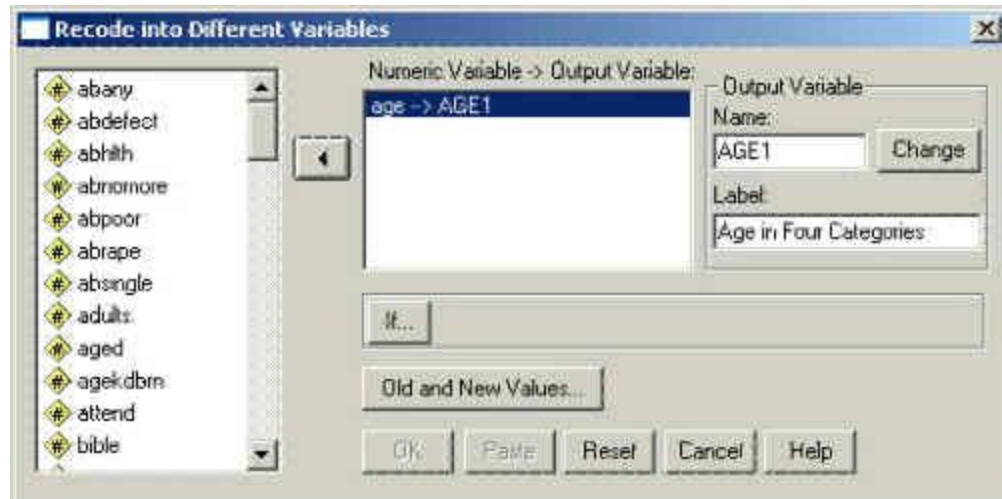 Recode into Different Variables
abany
abdefect
abhlth
abnomore
abpoor
abrape
absingle
adults
aged
agekdbrn
attend
bible
Numeric Variable -> Output Variable:
age --> AGE1
Output Variable
Name:
AGE1
Change
Label:
Age in Four Categories
If...
Old and New Values...
OK
Paste
Reset
Cancel
Help